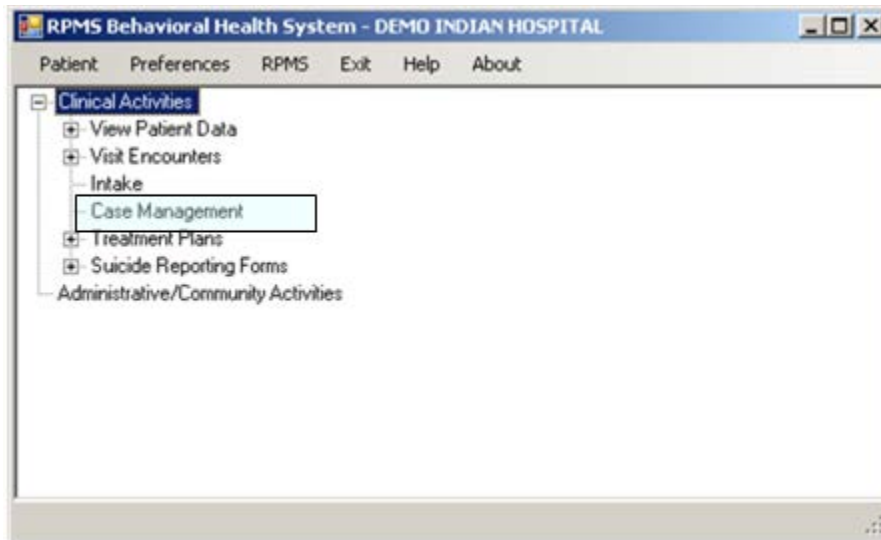 RPMS Behavioral Health System - DEMO INDIAN HOSPITAL
Patient Preferences RPMS Exit Help About
Clinical Activities
View Patient Data
Visit Encounters
Intake
Case Management
Treatment Plans
Suicide Reporting Forms
Administrative/Community Activities